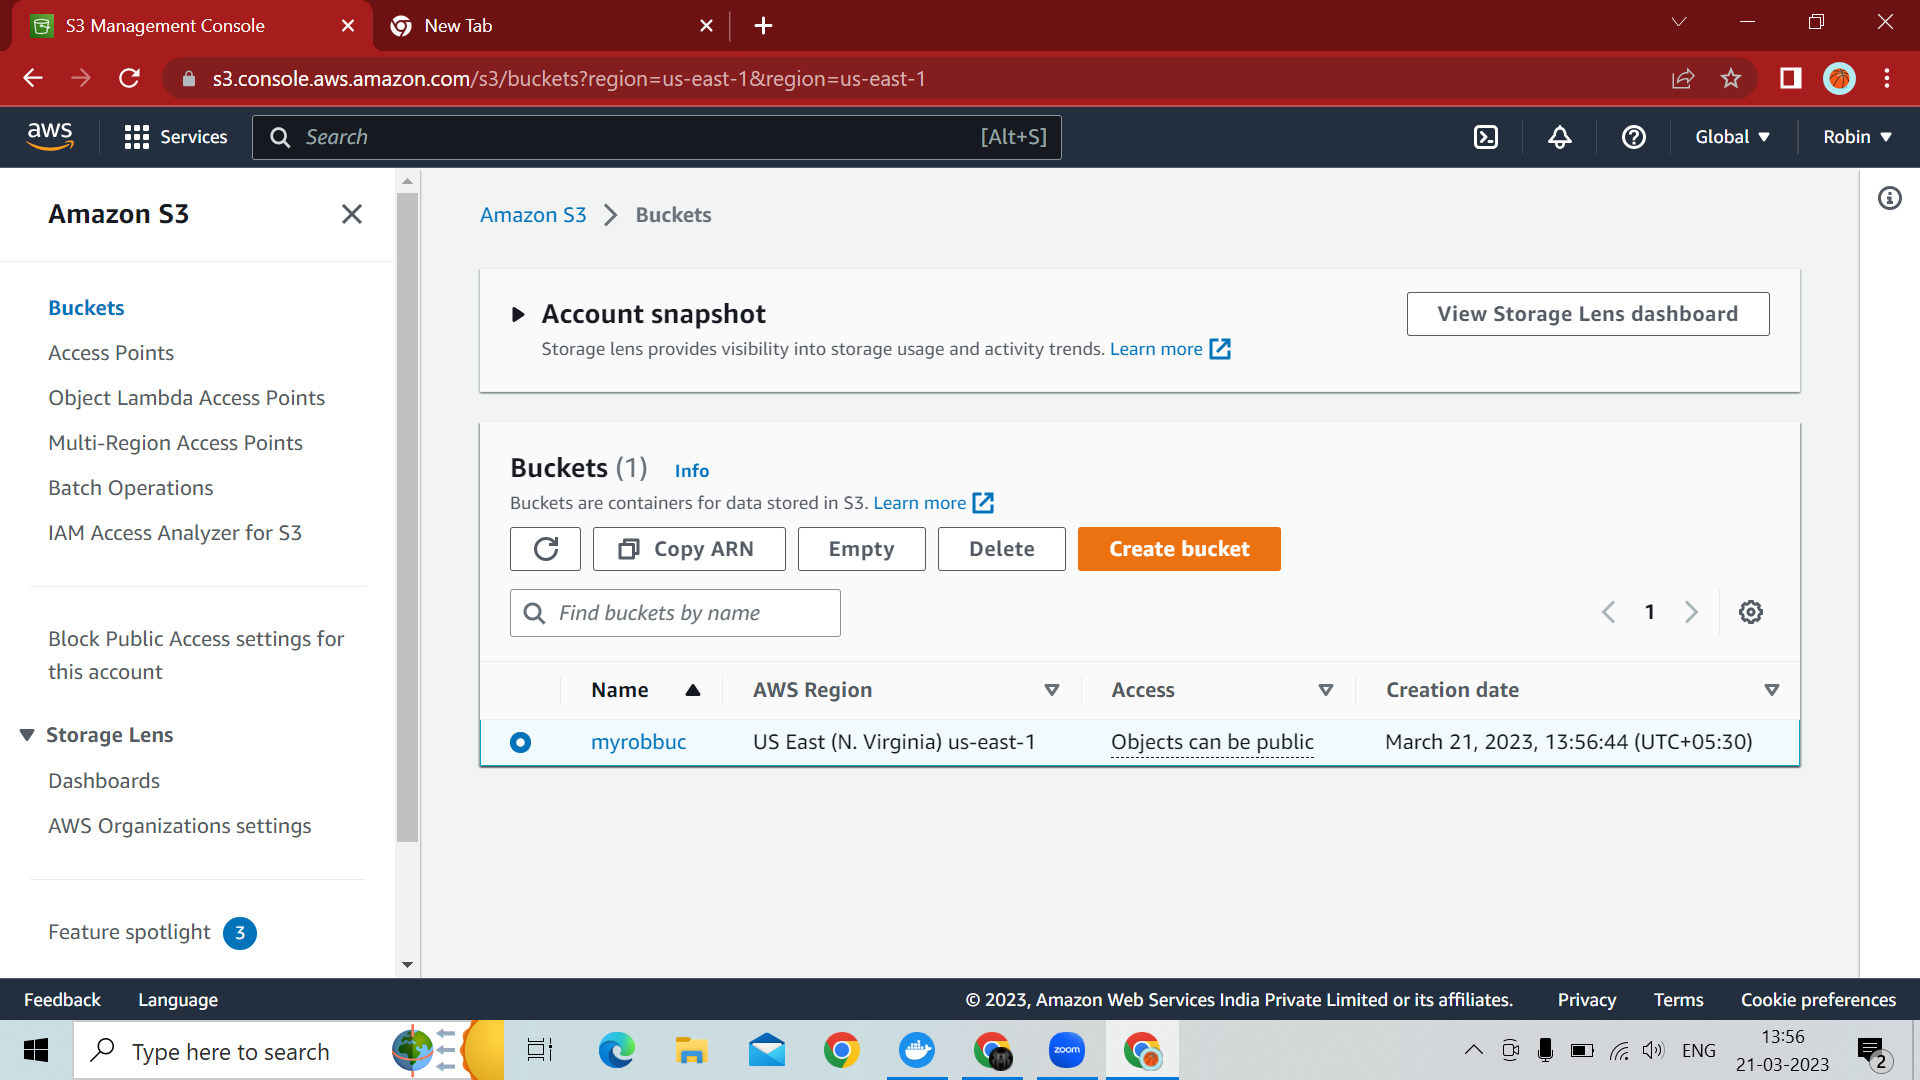 S3 Management Console
New Tab
s3.console.aws.amazon.com/s3/buckets?region=us-east-1&region=us-east-1
aws
Services
Search
[Alt+S]
Global
Robin
Amazon S3
Buckets
Access Points
Object Lambda Access Points
Multi-Region Access Points
Batch Operations
IAM Access Analyzer for S3
Block Public Access settings for
this account
Storage Lens
Dashboards
AWS Organizations settings
Feature spotlight 3
Amazon S3 > Buckets
Account snapshot
View Storage Lens dashboard
Storage lens provides visibility into storage usage and activity trends. Learn more
Buckets (1) Info
Buckets are containers for data stored in S3. Learn more
Copy ARN
Empty
Delete
Create bucket
Find buckets by name
1
Name AWS Region Access Creation date
myrobbuc US East (N. Virginia) us-east-1 Objects can be public March 21, 2023, 13:56:44 (UTC+05:30)
Feedback Language © 2023, Amazon Web Services India Private Limited or its affiliates. Privacy Terms Cookie preferences
Type here to search
zoom
ENG
13:56
21-03-2023
2